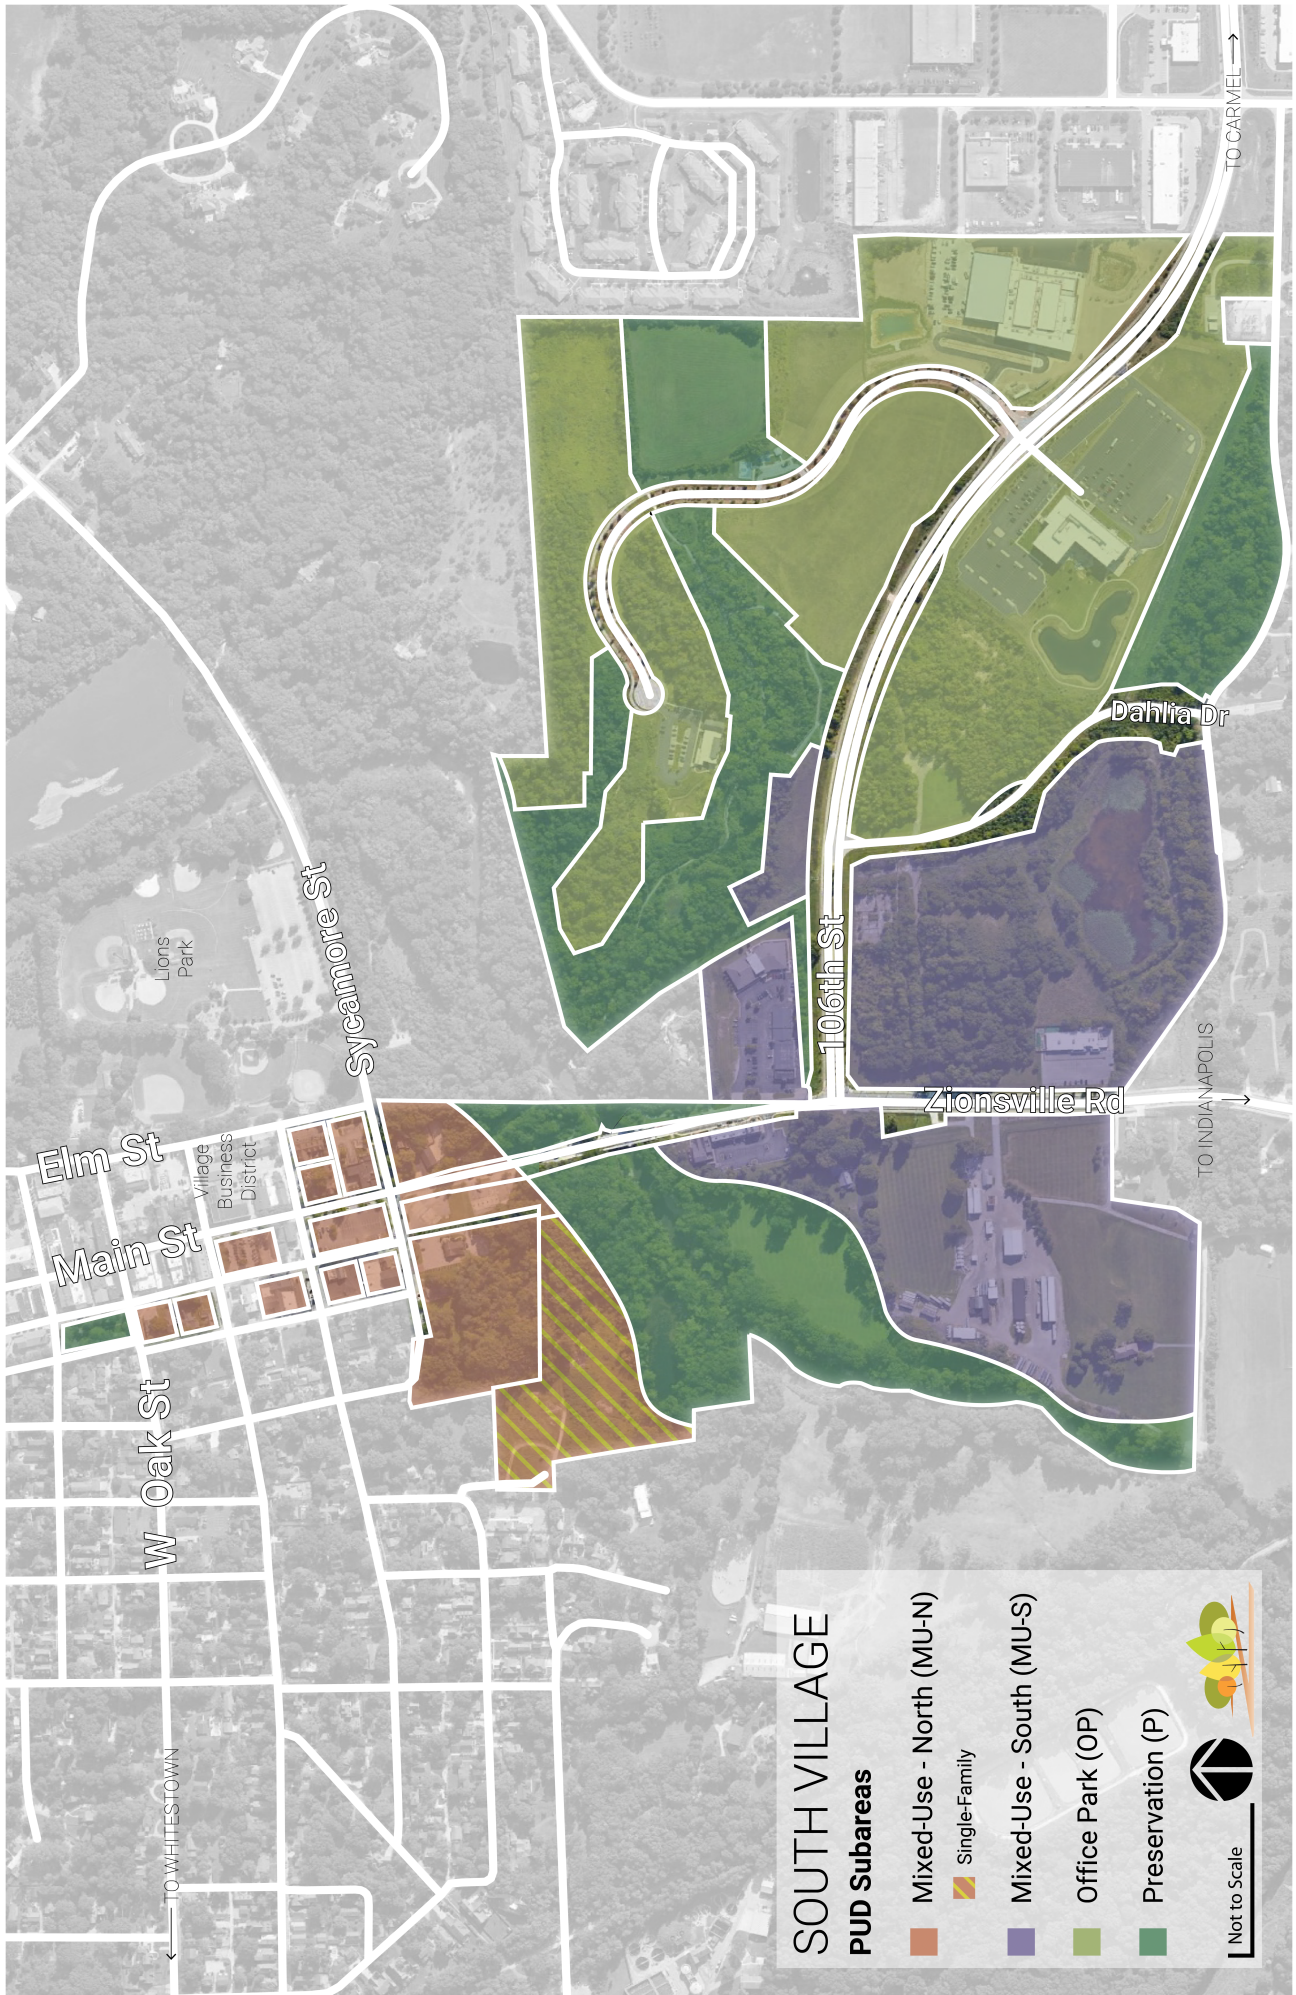 Elm St
Main St
W Oak St
Sycamore St
Lions
Park
Village
Business
District
106th St
Zionsville Rd
Dahlia Dr
TO CARMEL
TO INDIANAPOLIS
TO WHITESTOWN
SOUTH VILLAGE
PUD Subareas
Mixed-Use - North (MU-N)
Single-Family
Mixed-Use - South (MU-S)
Office Park (OP)
Preservation (P)
Not to Scale